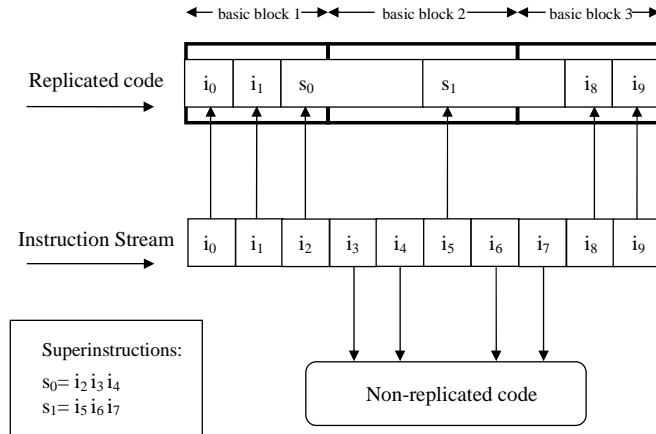 basic block 1 basic block 2 basic block 3
Replicated code i₀ i₁ s₀ s₁ i₈ i₉
Instruction Stream i₀ i₁ i₂ i₃ i₄ i₅ i₆ i₇ i₈ i₉
Superinstructions:
s₀= i₂ i₃ i₄
s₁= i₅ i₆ i₇
Non-replicated code